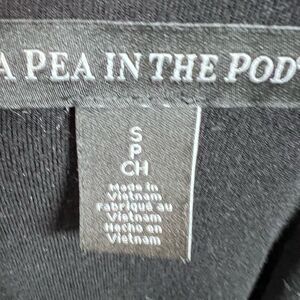 A PEA IN THE POD®
S
P
CH
Made in
Vietnam
Fabriqué au
Vietnam
Hecho en
Vietnam